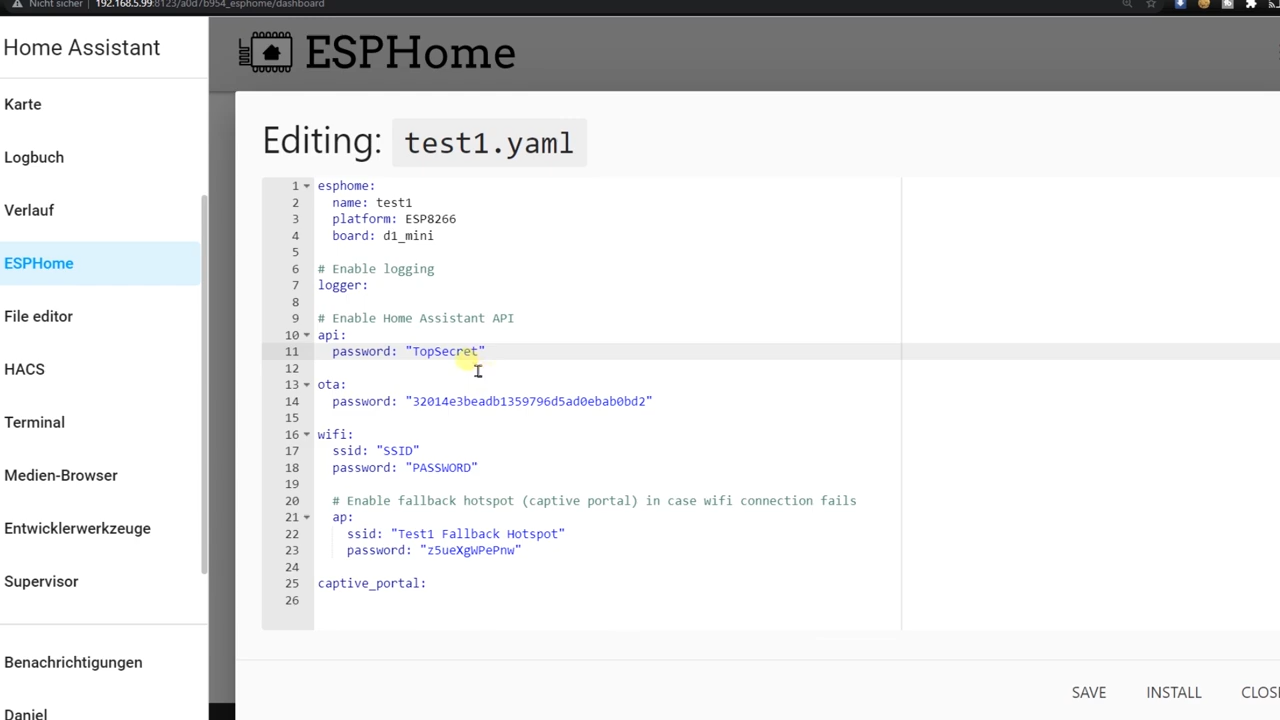 Nicht sicher | 192.168.5.99:8123/a0d7b954_esphome/dashboard
Home Assistant
Karte
Logbuch
Verlauf
ESPHome
File editor
HACS
Terminal
Medien-Browser
Entwicklerwerkzeuge
Supervisor
Benachrichtigungen
Daniel
ESPHome
Editing: test1.yaml
1 esphome:
2 name: test1
3 platform: ESP8266
4 board: d1_mini
5
6 # Enable logging
7 logger:
8
9 # Enable Home Assistant API
10 api:
11 password: "TopSecret"
12
13 ota:
14 password: "32014e3beadb1359796d5ad0ebab0bd2"
15
16 wifi:
17 ssid: "SSID"
18 password: "PASSWORD"
19
20 # Enable fallback hotspot (captive portal) in case wifi connection fails
21 ap:
22 ssid: "Test1 Fallback Hotspot"
23 password: "z5ueXgWPePnw"
24
25 captive_portal:
26
SAVE INSTALL CLOSE